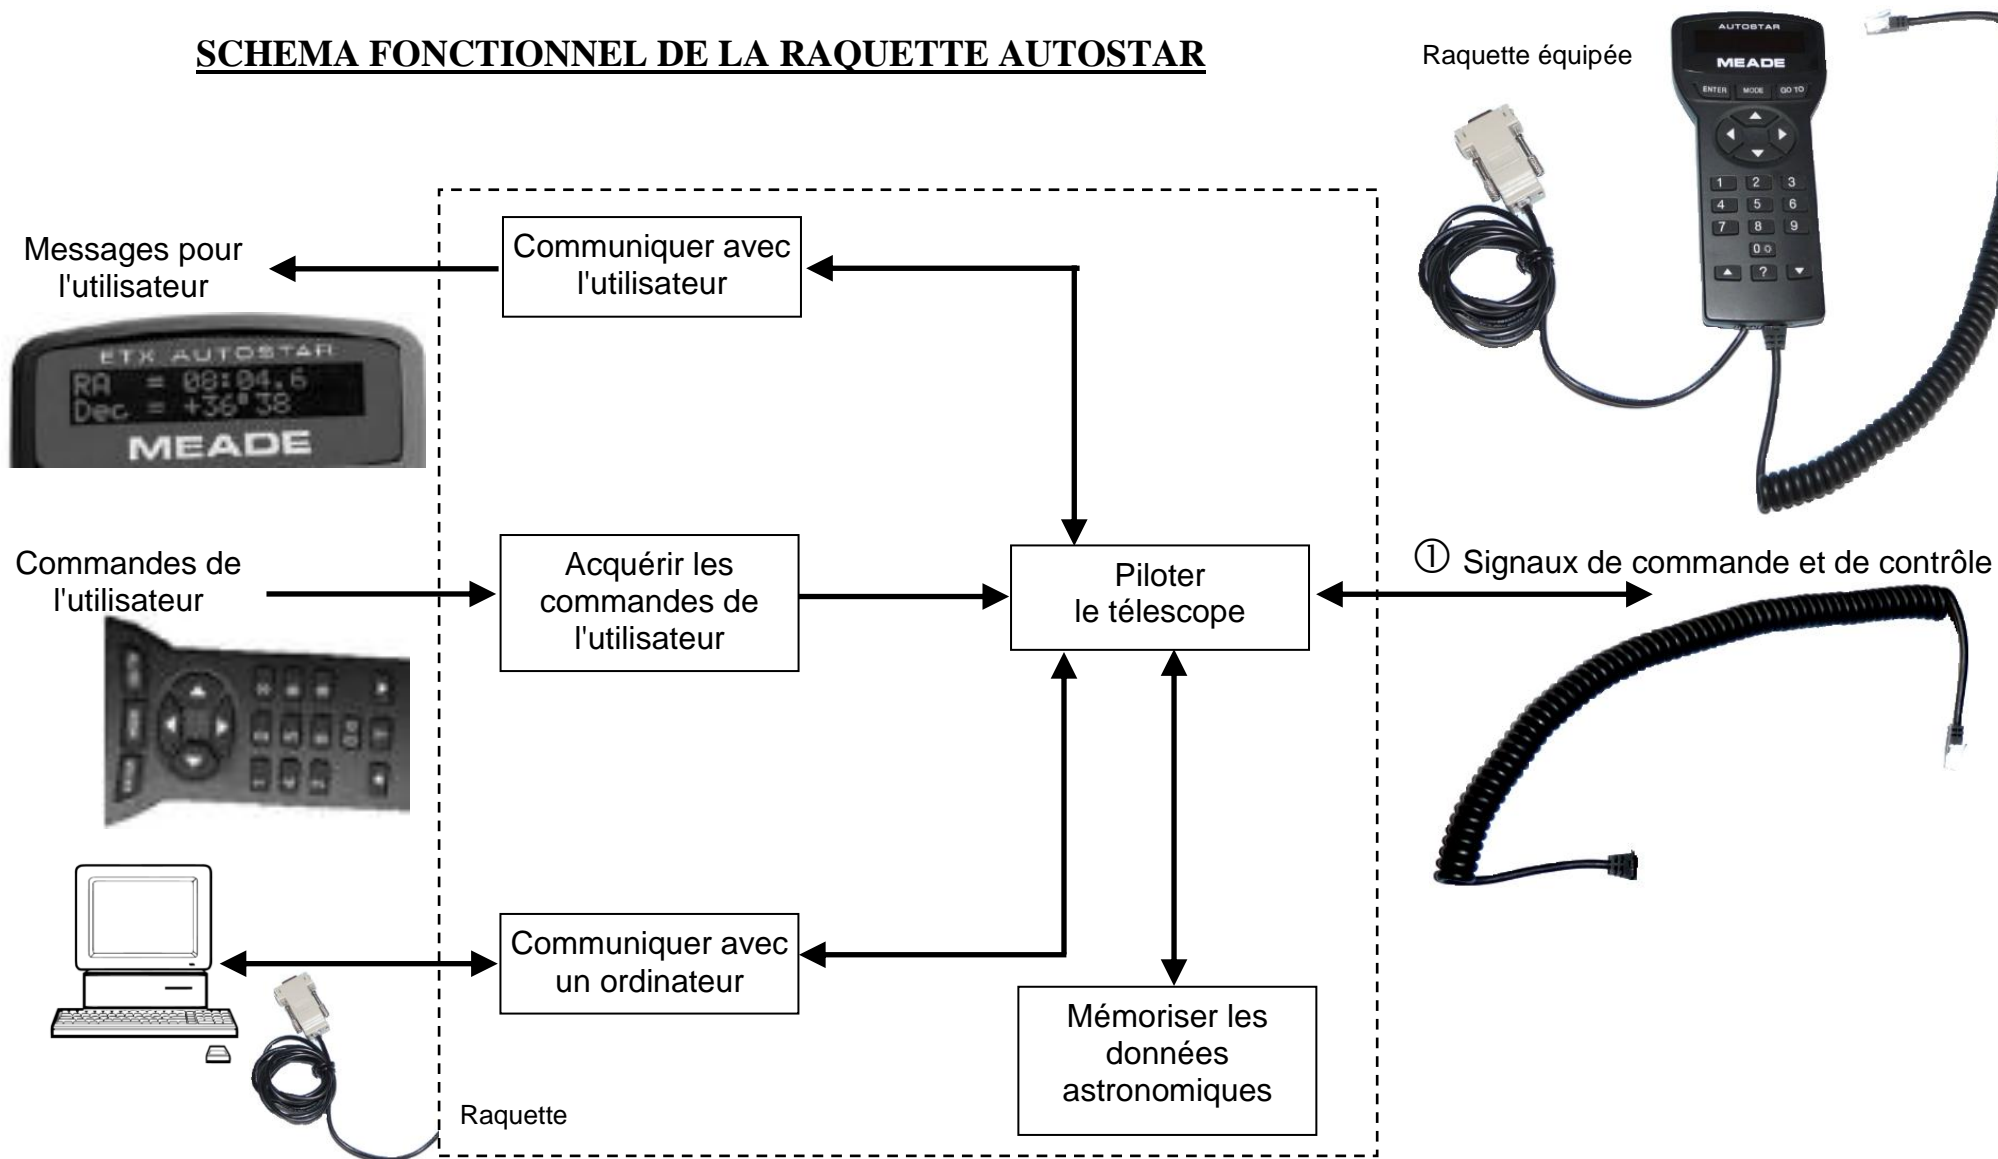 SCHEMA FONCTIONNEL DE LA RAQUETTE AUTOSTAR
Raquette équipée
AUTOSTAR
MEADE
ENTER MODE GO TO
1 2 3
4 5 6
7 8 9
0
?
Messages pour
l'utilisateur
ETX AUTOSTAR
RA = 08:04.6
Dec = +36°38
MEADE
Communiquer avec
l'utilisateur
Commandes de
l'utilisateur
Acquérir les
commandes de
l'utilisateur
Piloter
le télescope
① Signaux de commande et de contrôle
Communiquer avec
un ordinateur
Mémoriser les
données
astronomiques
Raquette